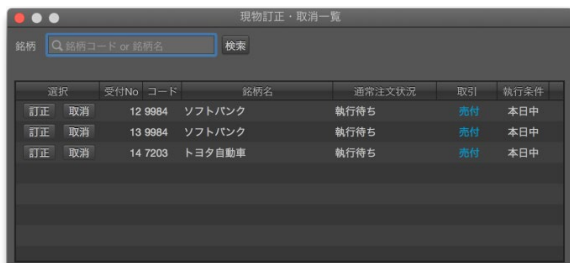 現物訂正・取消一覧
銘柄 銘柄コード or 銘柄名 検索
選択 受付No コード 銘柄名 通常注文状況 取引 執行条件
訂正 取消 12 9984 ソフトバンク 執行待ち 売付 本日中
訂正 取消 13 9984 ソフトバンク 執行待ち 売付 本日中
訂正 取消 14 7203 トヨタ自動車 執行待ち 売付 本日中